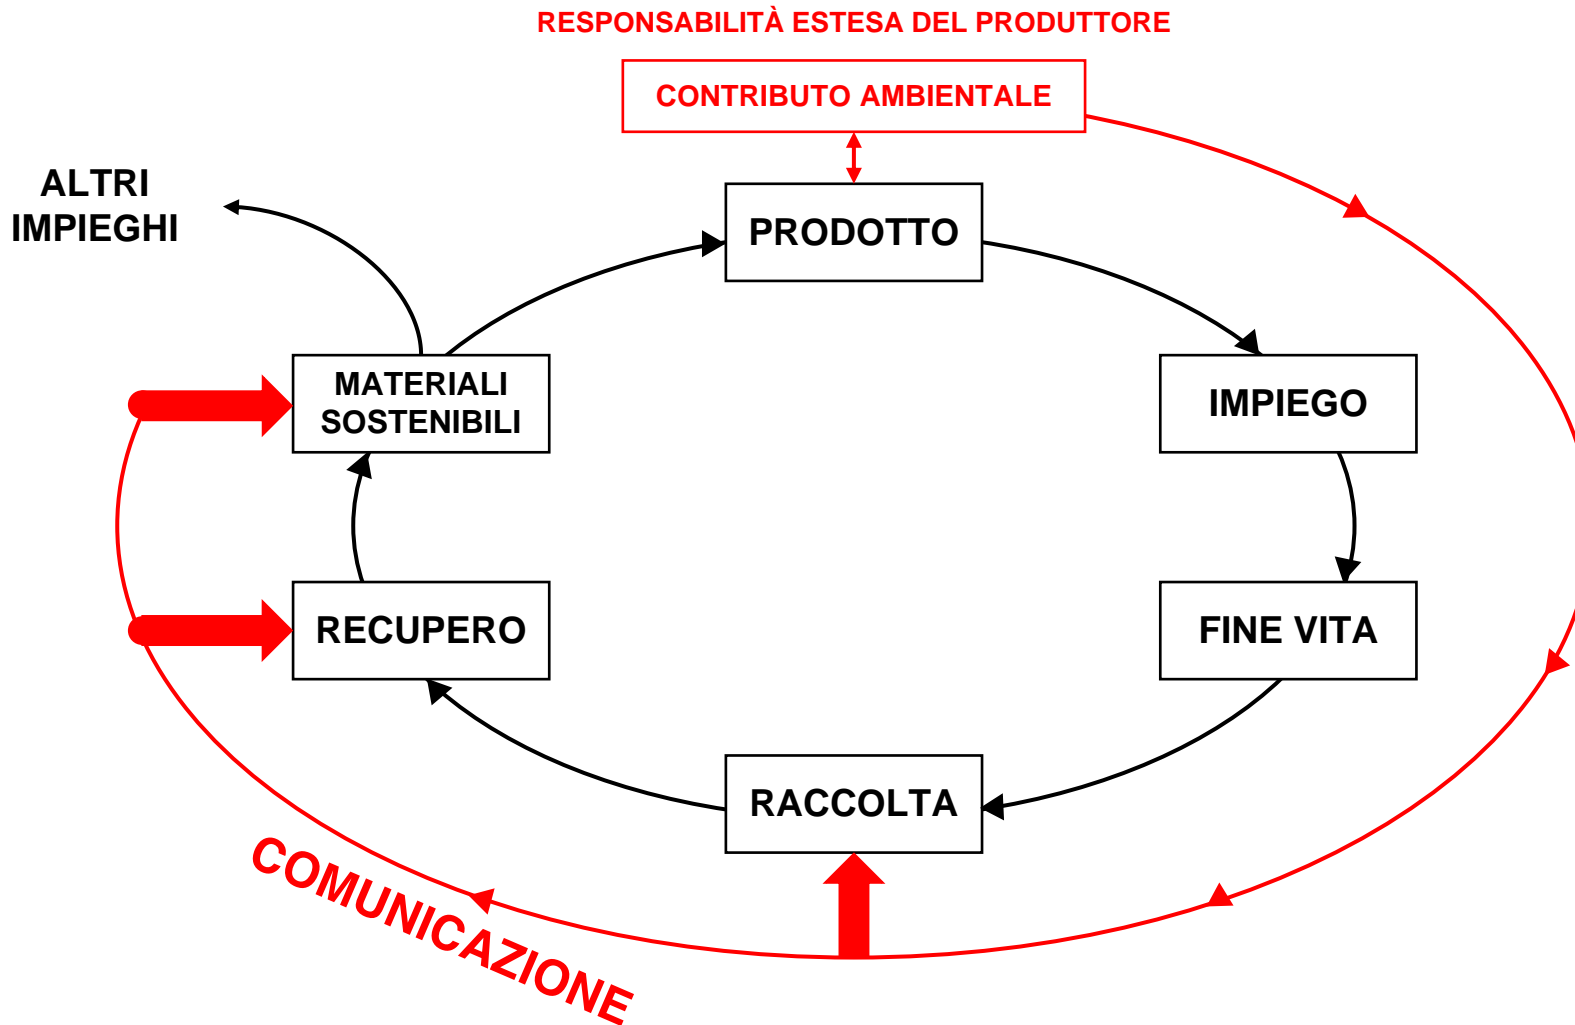 RESPONSABILITÀ ESTESA DEL PRODUTTORE
CONTRIBUTO AMBIENTALE
ALTRI
IMPIEGHI
PRODOTTO
MATERIALI
SOSTENIBILI
IMPIEGO
RECUPERO
FINE VITA
RACCOLTA
COMUNICAZIONE